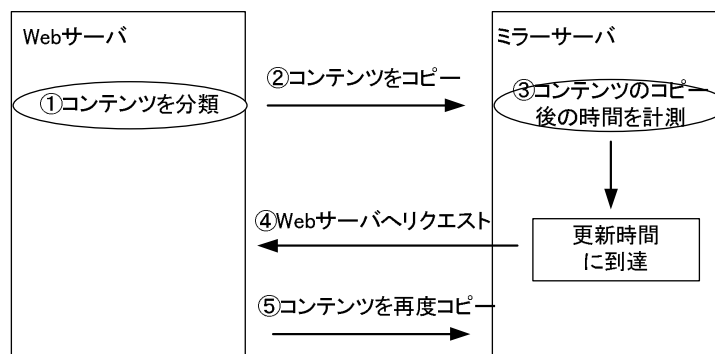 Webサーバ
ミラーサーバ
①コンテンツを分類
②コンテンツをコピー
③コンテンツのコピー
後の時間を計測
④Webサーバへリクエスト
更新時間
に到達
⑤コンテンツを再度コピー